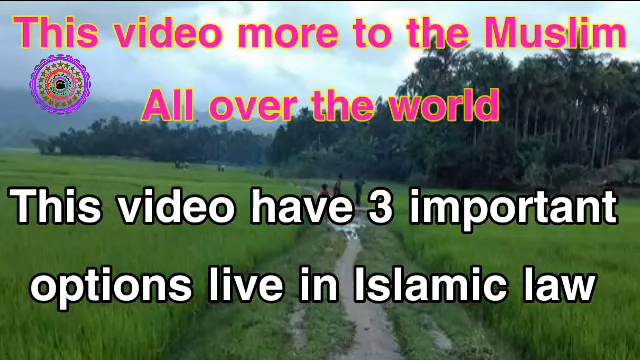 This video more to the Muslim
All over the world
This video have 3 important
options live in Islamic law